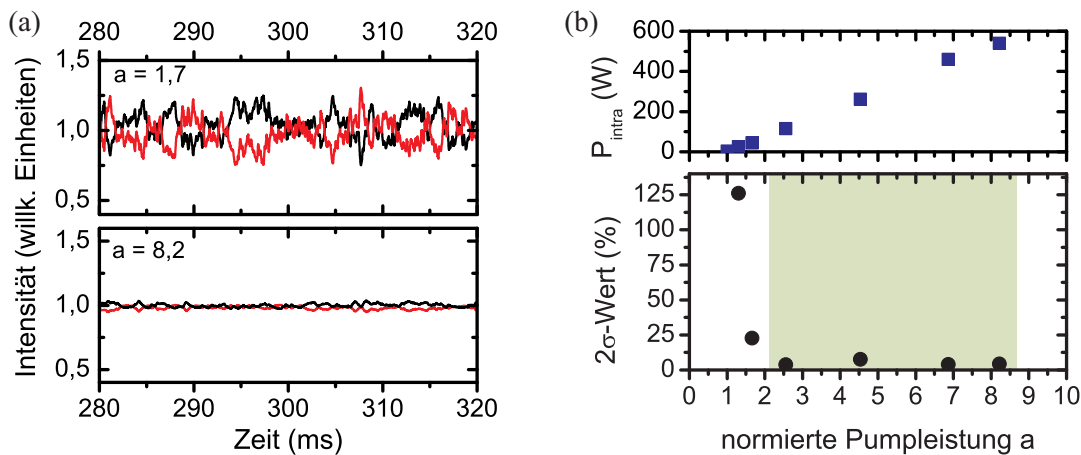 (a)
280 290 300 310 320
1,5
a = 1,7
1,0
0,5
1,5
a = 8,2
1,0
0,5
280 290 300 310 320
Zeit (ms)
Intensität (willk. Einheiten)
(b)
600
400
200
0
P intra (W)
125
100
75
50
25
0
2σ-Wert (%)
0 1 2 3 4 5 6 7 8 9 10
normierte Pumpleistung a